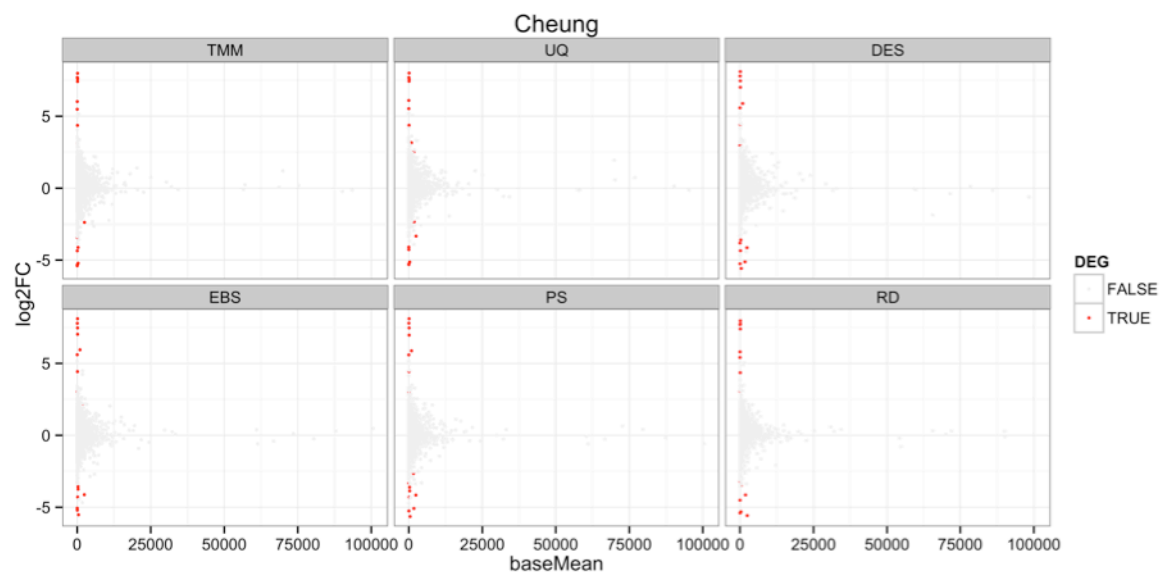 Cheung
TMM UQ DES
5
0
-5
log2FC
DEG
FALSE
TRUE
EBS PS RD
5
0
-5
0 25000 50000 75000 100000 0 25000 50000 75000 100000 0 25000 50000 75000 100000
baseMean